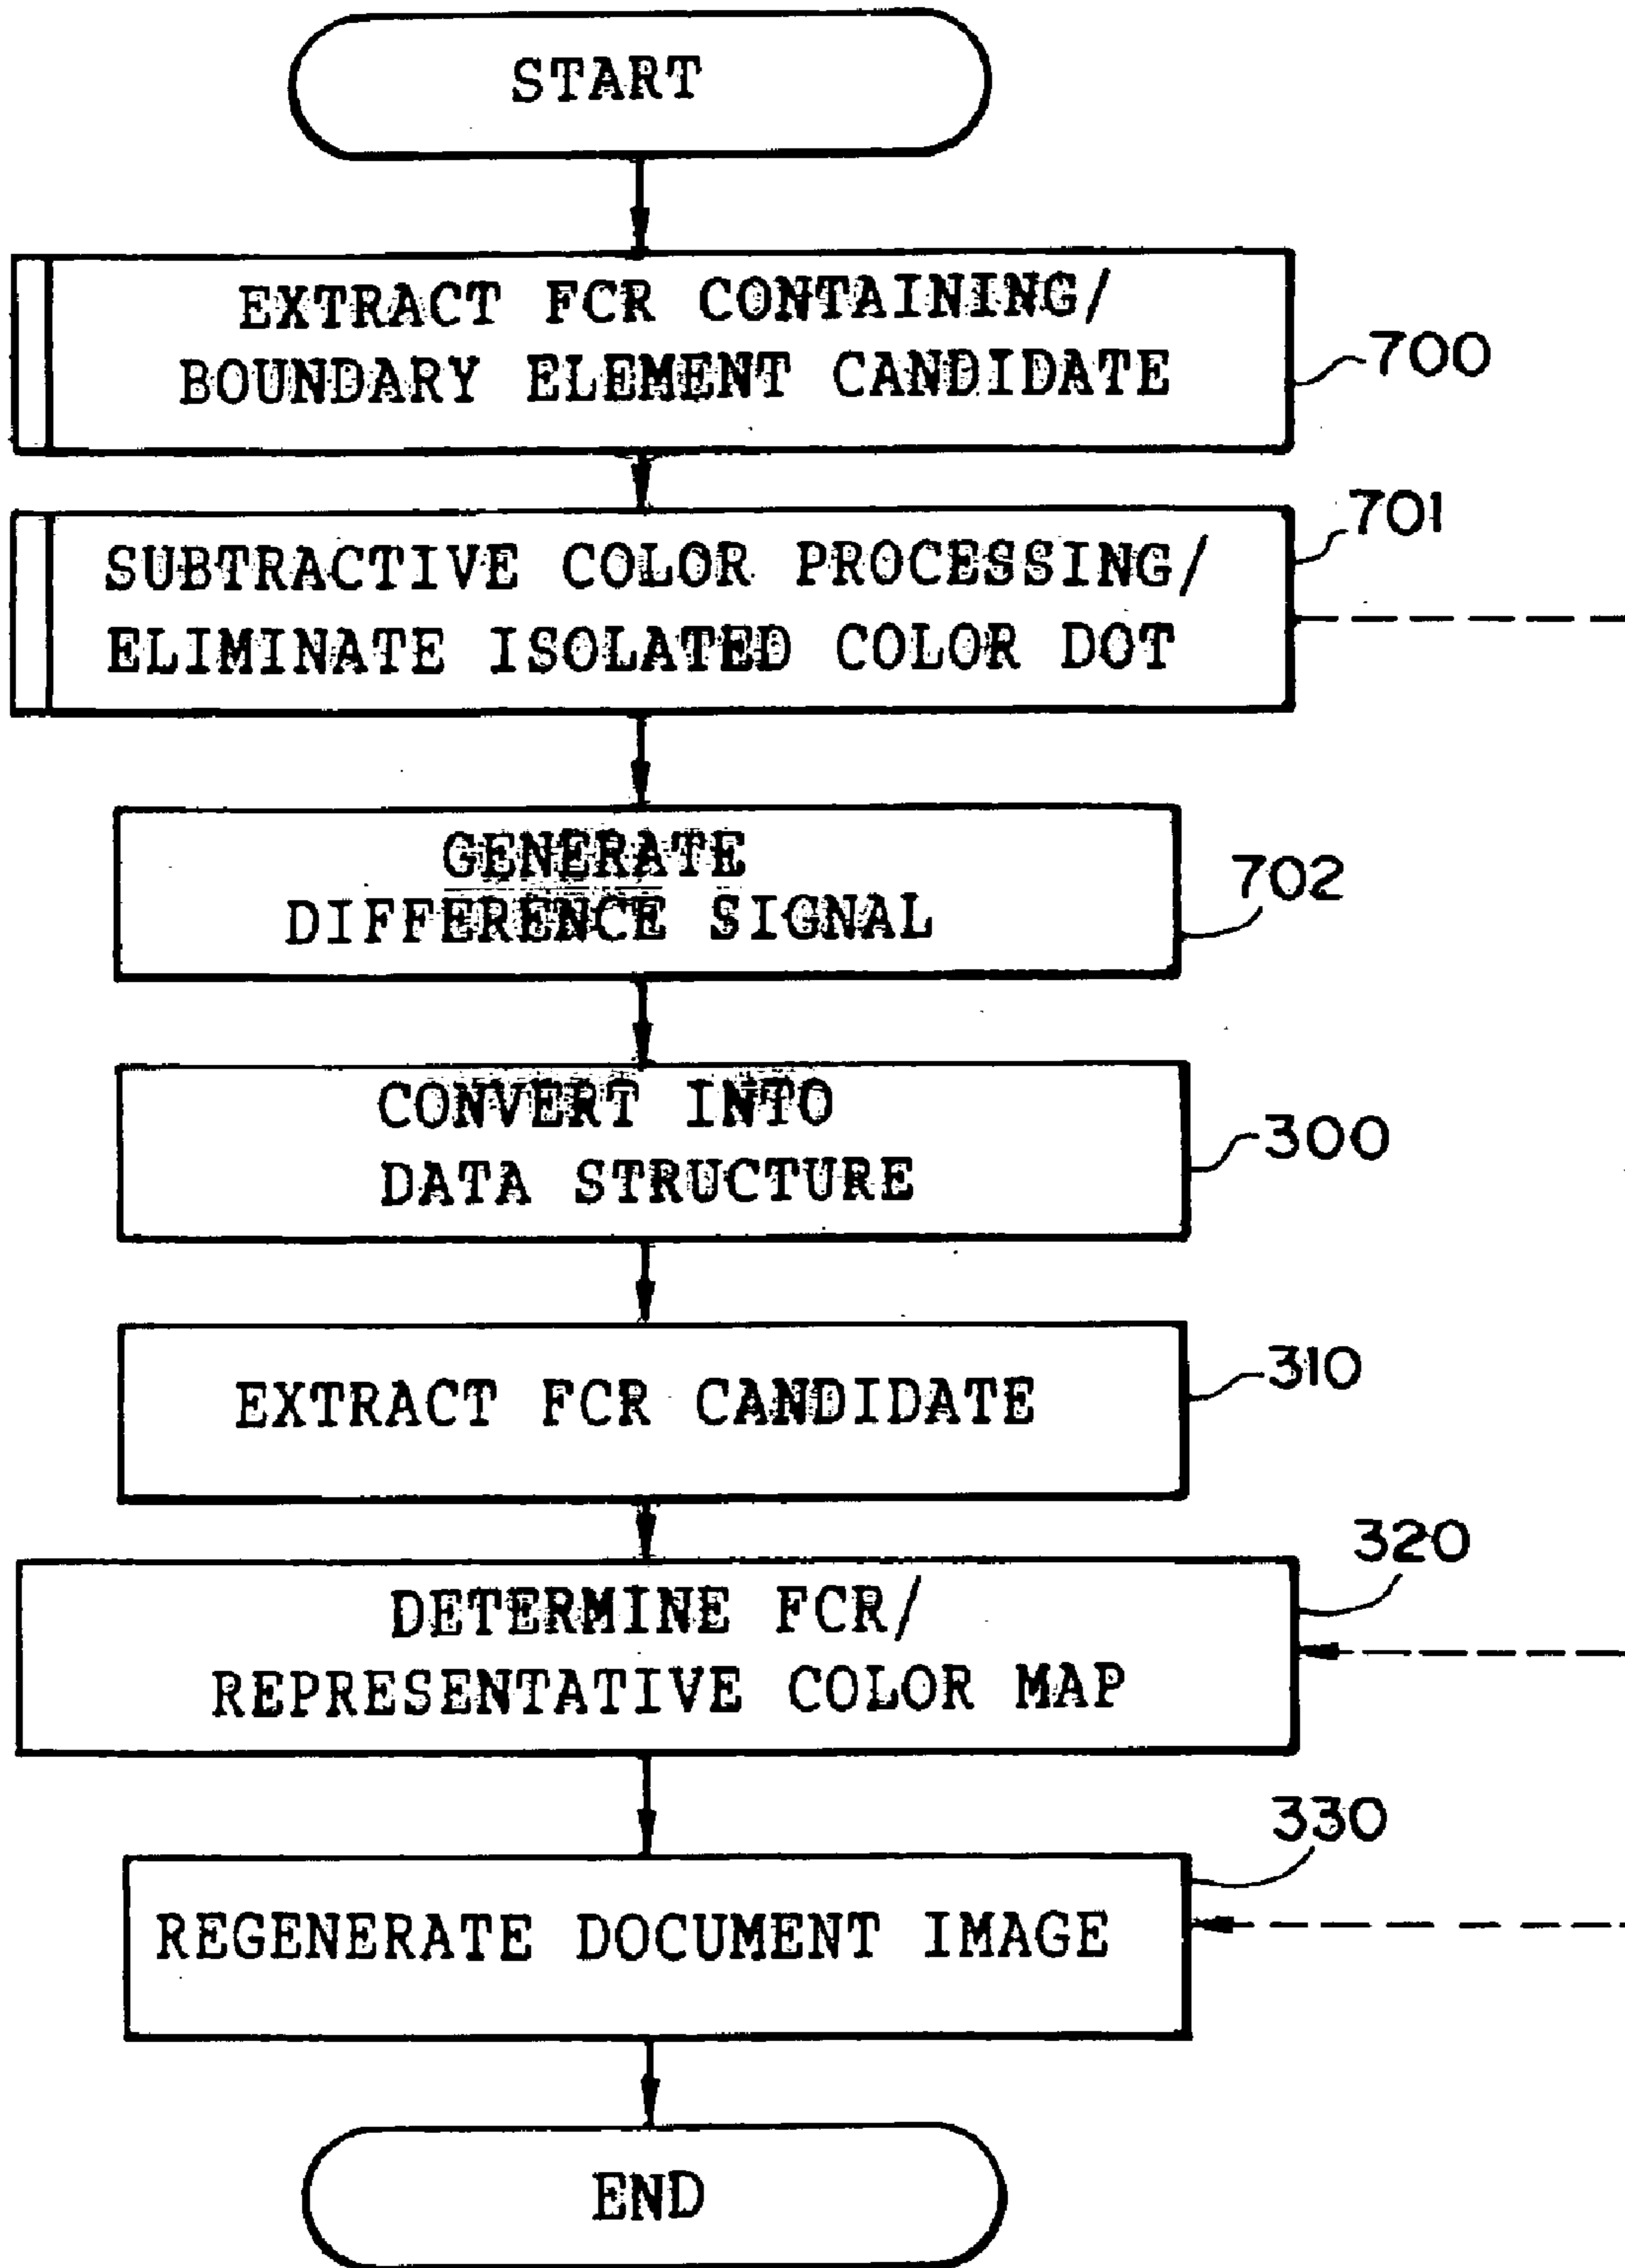 START
EXTRACT FCR CONTAINING/
BOUNDARY ELEMENT CANDIDATE
700
701
SUBTRACTIVE COLOR PROCESSING/
ELIMINATE ISOLATED COLOR DOT
GENERATE
DIFFERENCE SIGNAL
702
CONVERT INTO
DATA STRUCTURE
300
EXTRACT FCR CANDIDATE
310
320
DETERMINE FCR/
REPRESENTATIVE COLOR MAP
330
REGENERATE DOCUMENT IMAGE
END